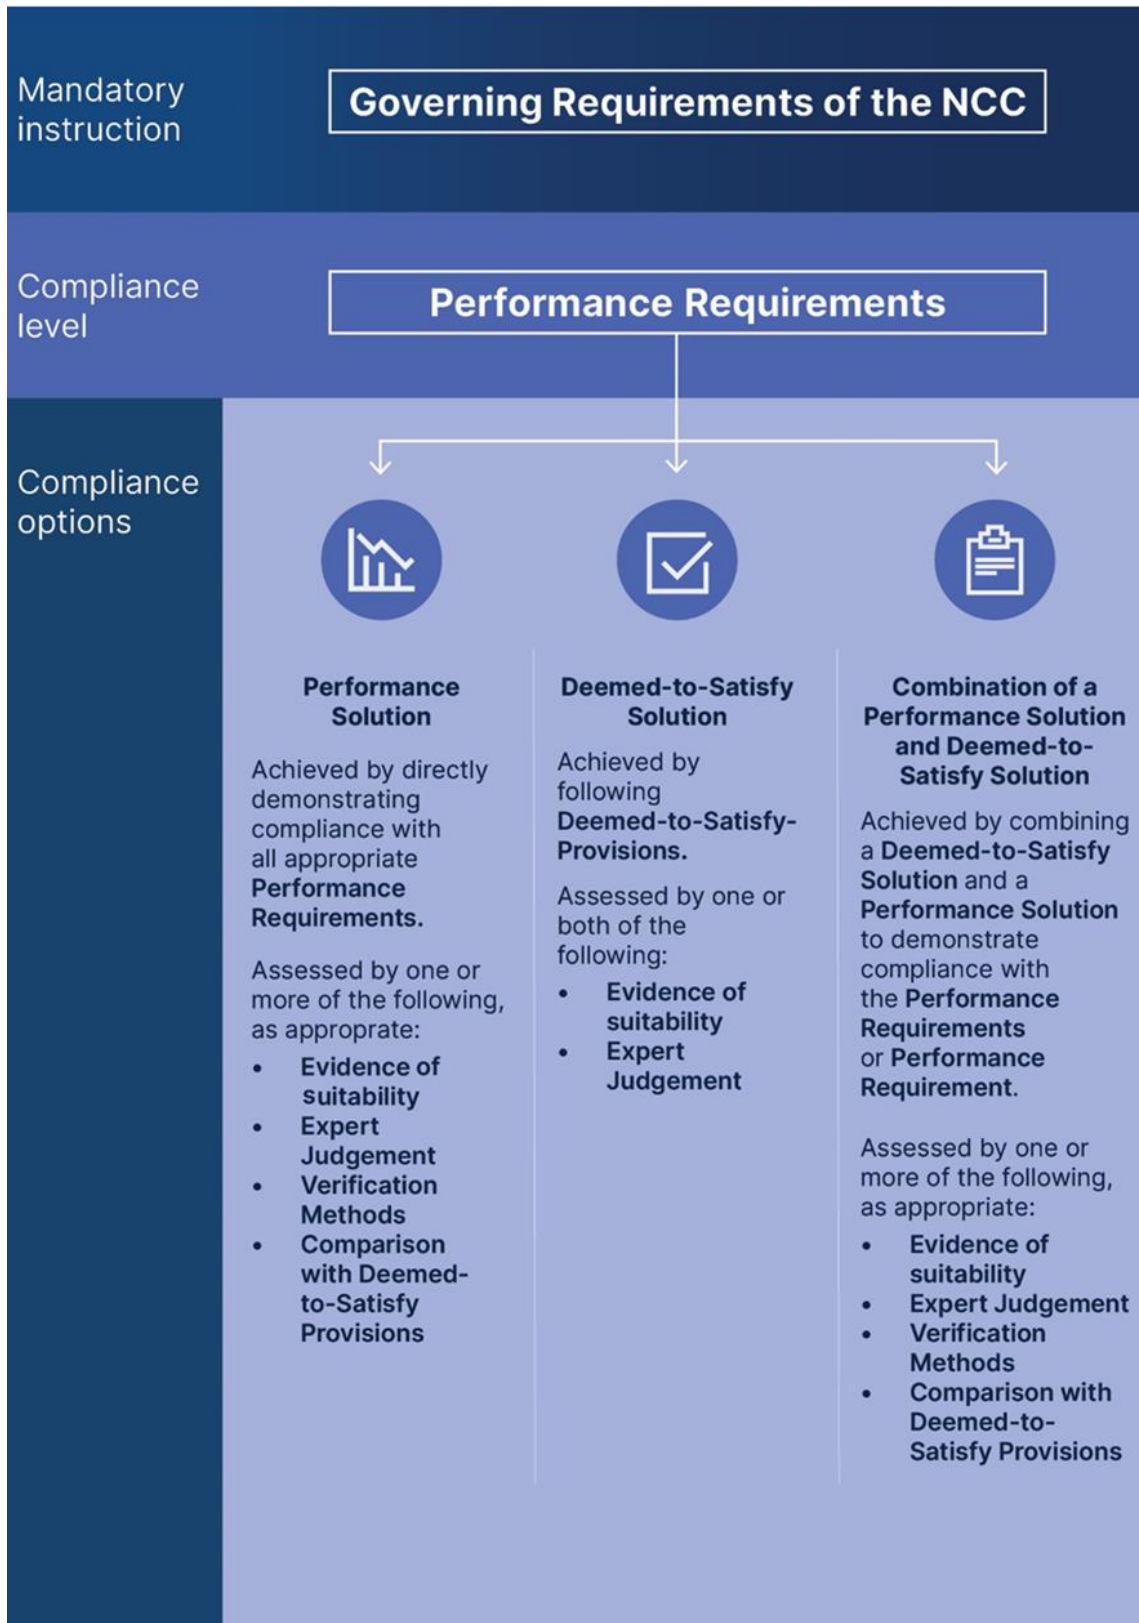 Mandatory
instruction
Governing Requirements of the NCC
Compliance
level
Performance Requirements
Compliance
options
Performance
Solution
Achieved by directly
demonstrating
compliance with
all appropriate
Performance
Requirements.
Assessed by one or
more of the following,
as approprate:
• Evidence of
suitability
• Expert
Judgement
• Verification
Methods
• Comparison
with Deemed-
to-Satisfy
Provisions
Deemed-to-Satisfy
Solution
Achieved by
following
Deemed-to-Satisfy-
Provisions.
Assessed by one or
both of the
following:
• Evidence of
suitability
• Expert
Judgement
Combination of a
Performance Solution
and Deemed-to-
Satisfy Solution
Achieved by combining
a Deemed-to-Satisfy
Solution and a
Performance Solution
to demonstrate
compliance with
the Performance
Requirements
or Performance
Requirement.
Assessed by one or
more of the following,
as appropriate:
• Evidence of
suitability
• Expert Judgement
• Verification
Methods
• Comparison with
Deemed-to-
Satisfy Provisions